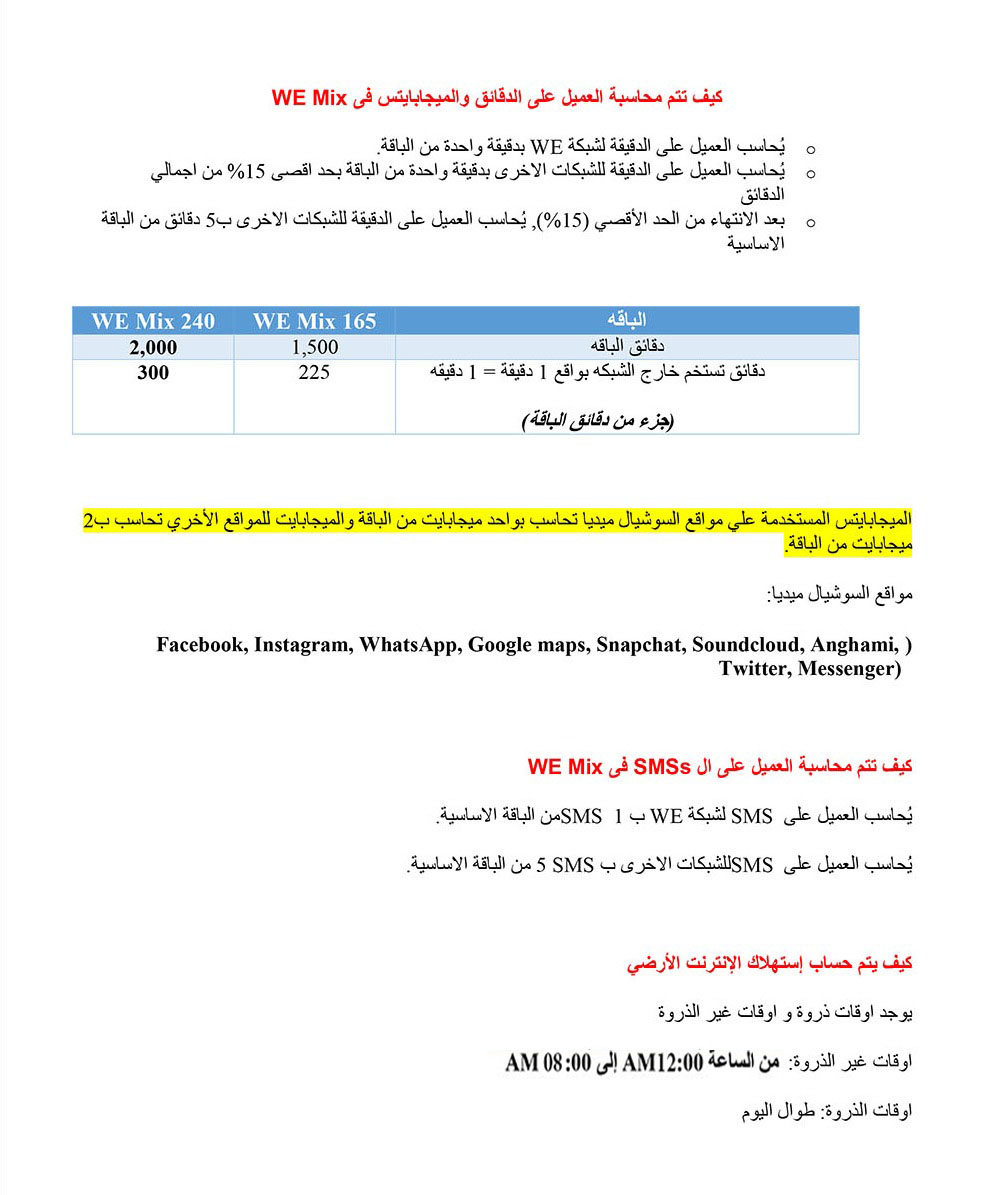 كيف تتم محاسبة العميل على الدقائق والميجابايتس فى WE Mix
○ يُحاسب العميل على الدقيقة لشبكة WE بدقيقة واحدة من الباقة.
○ يُحاسب العميل على الدقيقة للشبكات الاخرى بدقيقة واحدة من الباقة بحد اقصى 15% من اجمالي
الدقائق
○ بعد الانتهاء من الحد الأقصي (15%), يُحاسب العميل على الدقيقة للشبكات الاخرى ب5 دقائق من الباقة
الاساسية
الباقه WE Mix 165 WE Mix 240
دقائق الباقه 1,500 2,000
دقائق تستخم خارج الشبكه بواقع 1 دقيقة = 1 دقيقه 225 300
(جزء من دقائق الباقة)
الميجابايتس المستخدمة علي مواقع السوشيال ميديا تحاسب بواحد ميجابايت من الباقة والميجابايت للمواقع الأخري تحاسب ب2
ميجابايت من الباقة.
مواقع السوشيال ميديا:
Facebook, Instagram, WhatsApp, Google maps, Snapchat, Soundcloud, Anghami, )
Twitter, Messenger)
كيف تتم محاسبة العميل على ال SMSs فى WE Mix
يُحاسب العميل على SMS لشبكة WE ب 1 SMSمن الباقة الاساسية.
يُحاسب العميل على SMSللشبكات الاخرى ب 5 SMS من الباقة الاساسية.
كيف يتم حساب إستهلاك الإنترنت الأرضي
يوجد اوقات ذروة و اوقات غير الذروة
اوقات غير الذروة: من الساعة AM12:00 إلى AM 08:00
اوقات الذروة: طوال اليوم